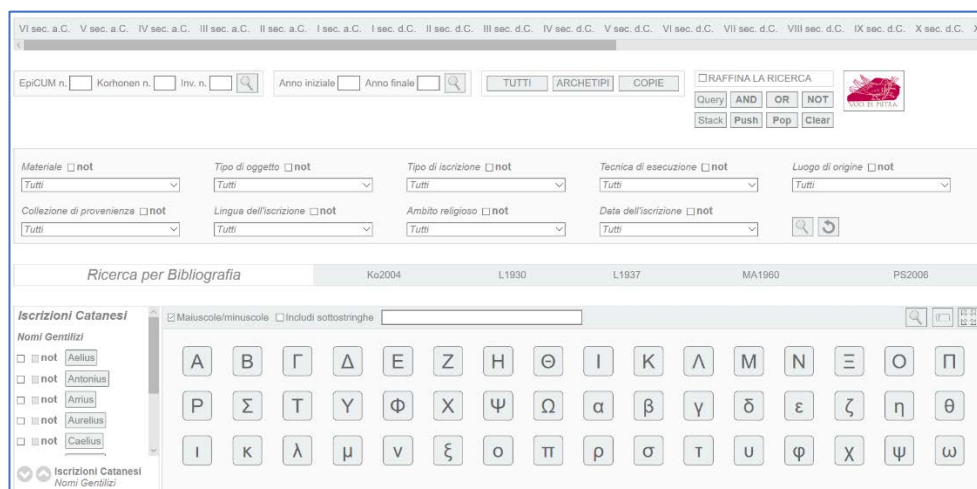 VI sec. a.C. V sec. a.C. IV sec. a.C. III sec. a.C. II sec. a.C. I sec. a.C. I sec. d.C. II sec. d.C. III sec. d.C. IV sec. d.C. V sec. d.C. VI sec. d.C. VII sec. d.C. VIII sec. d.C. IX sec. d.C. X sec. d.C.
EpiCUM n. Korhonen n. Inv. n. Anno iniziale Anno finale TUTTI ARCHETIPI COPIE RAFFINA LA RICERCA
Query AND OR NOT
VOCI DI PIETRA
Stack Push Pop Clear
Materiale not Tipo di oggetto not Tipo di iscrizione not Tecnica di esecuzione not Luogo di origine not
Tutti Tutti Tutti Tutti Tutti
Collezione di provenienza not Lingua dell'iscrizione not Ambito religioso not Data dell'iscrizione not
Tutti Tutti Tutti Tutti
Ricerca per Bibliografia Ko2004 L1930 L1937 MA1960 PS2006
Iscrizioni Catanesi Maiuscole/minuscole Includi sottostringhe
Nomi Gentilizi
not Aelius
not Antonius
not Arrius
not Aurelius
not Caelius
Iscrizioni Catanesi
Nomi Gentilizi
Α Β Γ Δ Ε Ζ Η Θ Ι Κ Λ Μ Ν Ξ Ο Π
Ρ Σ Τ Υ Φ Χ Ψ Ω α β γ δ ε ζ η θ
ι κ λ μ ν ξ ο π ρ σ τ υ φ χ ψ ω